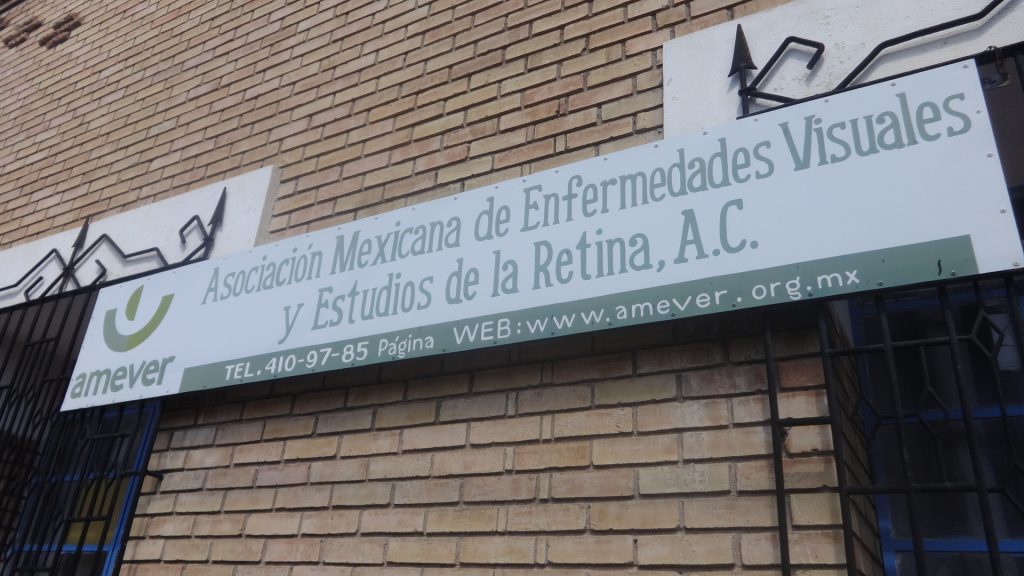 Asociación Mexicana de Enfermedades Visuales
y Estudios de la Retina, A.C.
amever
TEL. 410-97-85 Página WEB: www.amever.org.mx